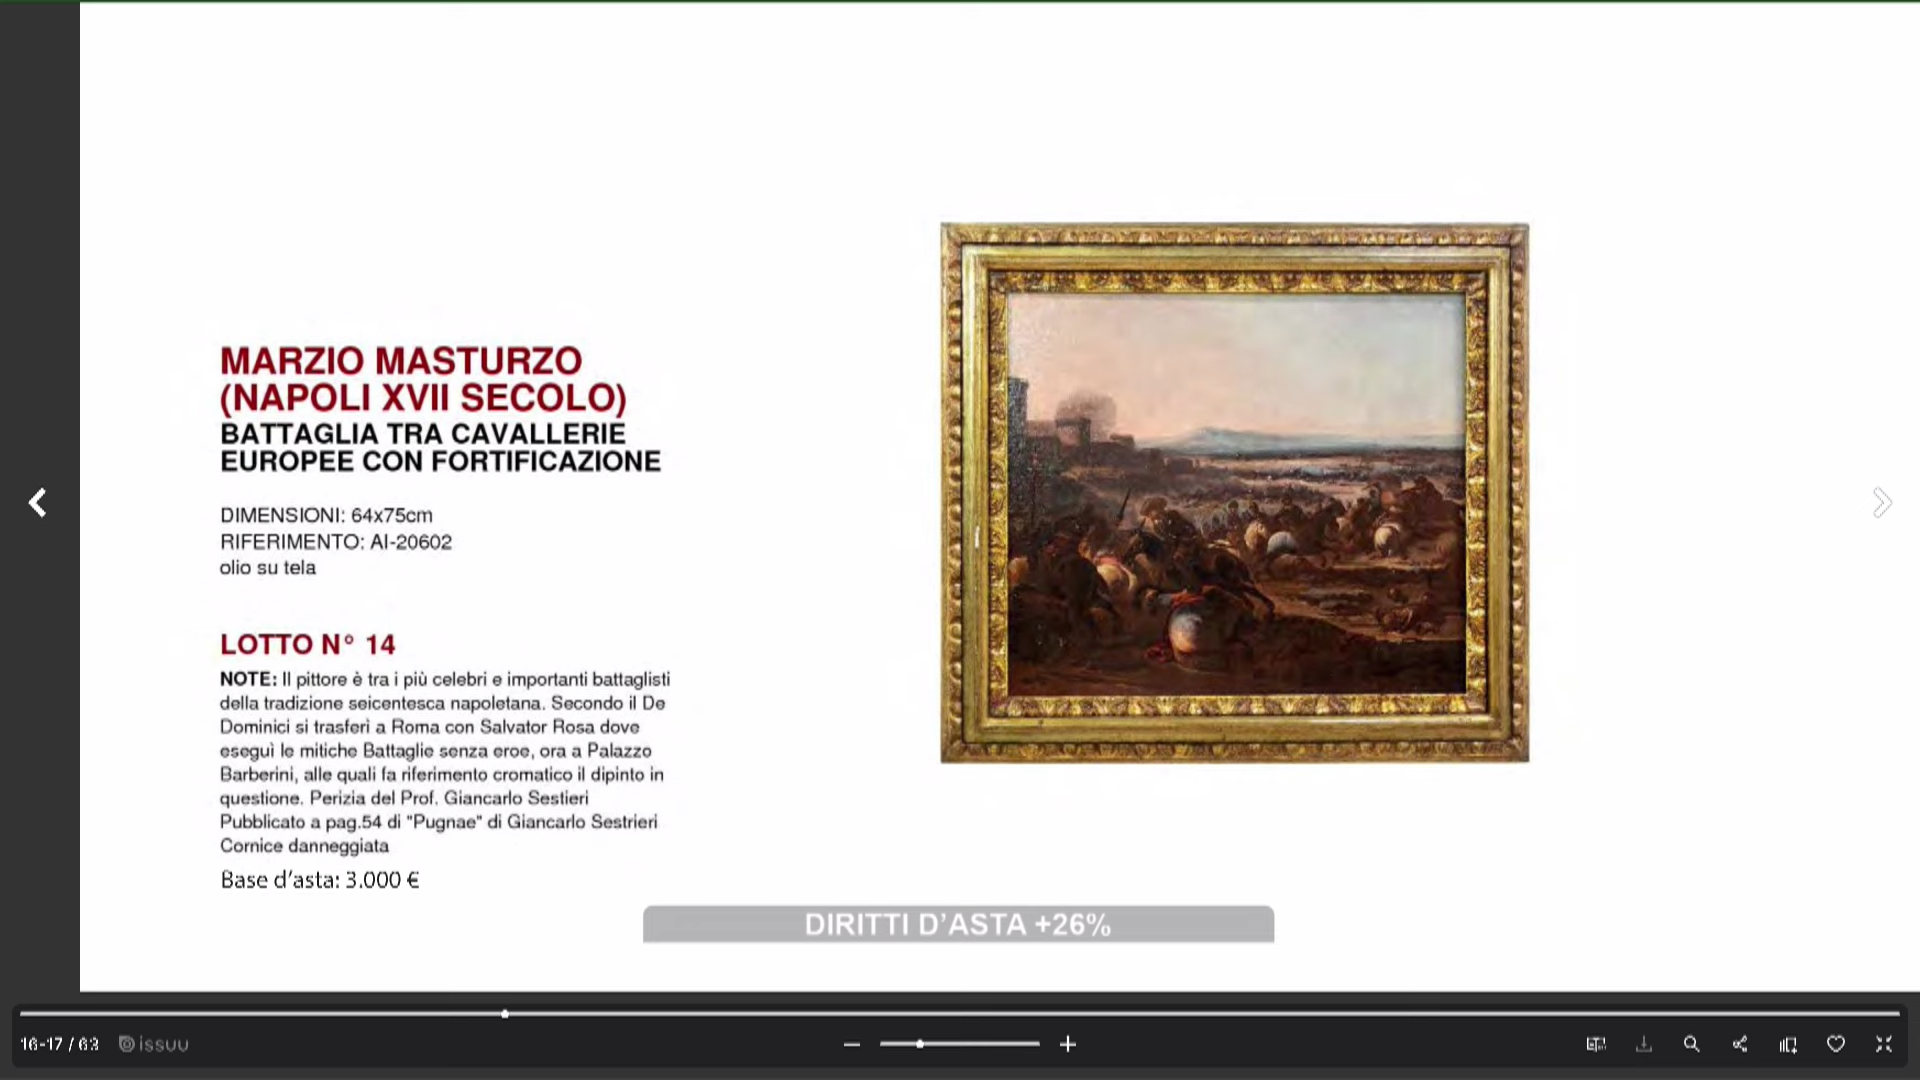 MARZIO MASTURZO
(NAPOLI XVII SECOLO)
BATTAGLIA TRA CAVALLERIE
EUROPEE CON FORTIFICAZIONE
DIMENSIONI: 64x75cm
RIFERIMENTO: AI-20602
olio su tela
LOTTO N° 14
NOTE: Il pittore è tra i più celebri e importanti battaglisti
della tradizione seicentesca napoletana. Secondo il De
Dominici si trasferì a Roma con Salvator Rosa dove
eseguì le mitiche Battaglie senza eroe, ora a Palazzo
Barberini, alle quali fa riferimento cromatico il dipinto in
questione. Perizia del Prof. Giancarlo Sestieri
Pubblicato a pag.54 di "Pugnae" di Giancarlo Sestrieri
Cornice danneggiata
Base d'asta: 3.000 €
DIRITTI D'ASTA +26%
16-17 / 63 issuu